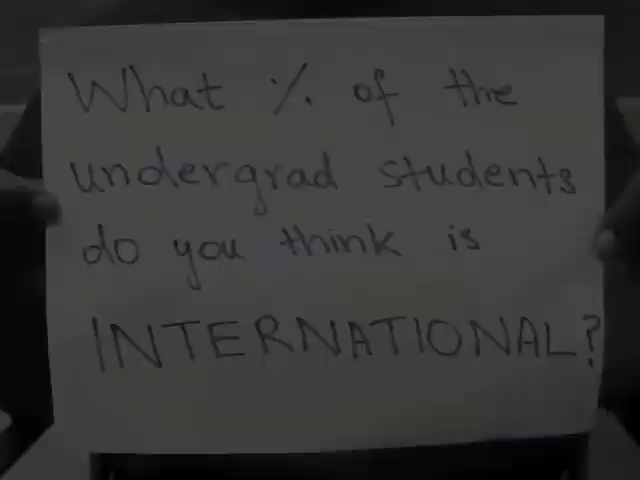 What % of the
undergrad students
do you think is
INTERNATIONAL?